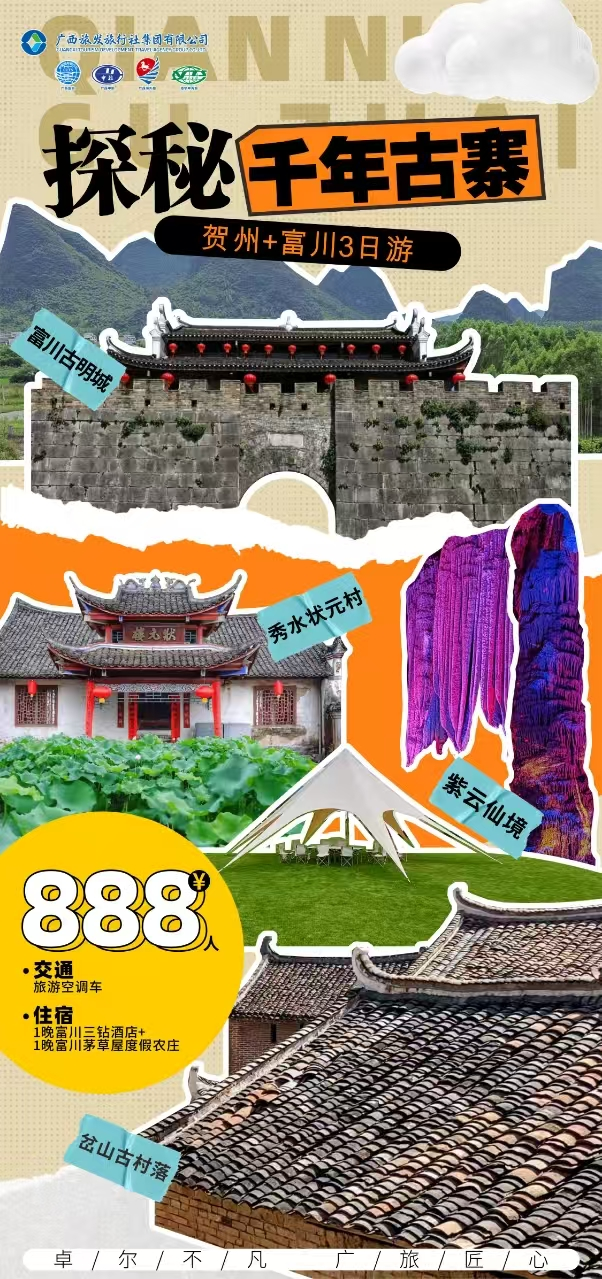 广西旅发旅行社集团有限公司
QIAN NIAN
GU ZHAI
探秘千年古寨
贺州+富川3日游
富川古明城
秀水状元村
状元楼
紫云仙境
888¥
人
•交通
旅游空调车
•住宿
1晚富川三钻酒店+
1晚富川茅草屋度假农庄
岔山古村落
卓/尔/不/凡 广/旅/匠/心